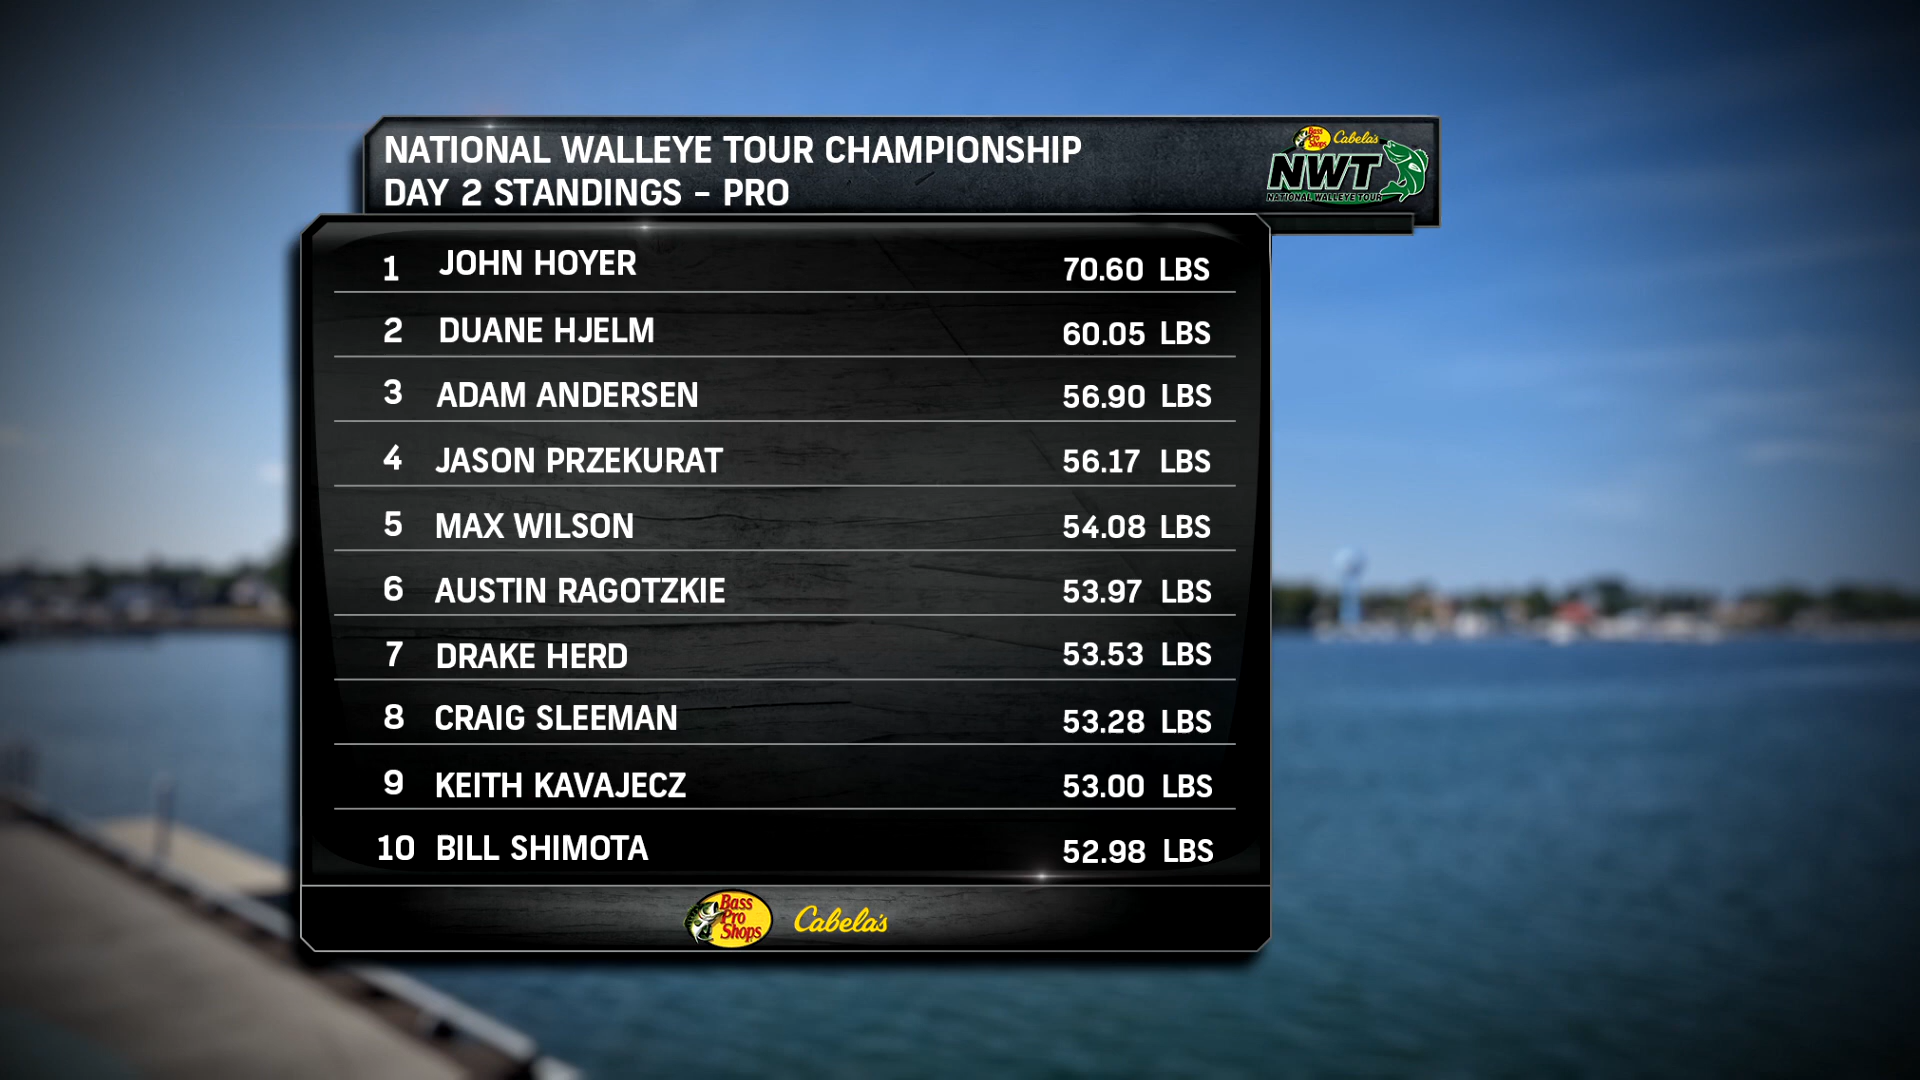 NATIONAL WALLEYE TOUR CHAMPIONSHIP
DAY 2 STANDINGS - PRO
Bass Pro Shops Cabela's
NWT
NATIONAL WALLEYE TOUR
1 JOHN HOYER 70.60 LBS
2 DUANE HJELM 60.05 LBS
3 ADAM ANDERSEN 56.90 LBS
4 JASON PRZEKURAT 56.17 LBS
5 MAX WILSON 54.08 LBS
6 AUSTIN RAGOTZKIE 53.97 LBS
7 DRAKE HERD 53.53 LBS
8 CRAIG SLEEMAN 53.28 LBS
9 KEITH KAVAJECZ 53.00 LBS
10 BILL SHIMOTA 52.98 LBS
Bass
Pro
Shops
Cabela's